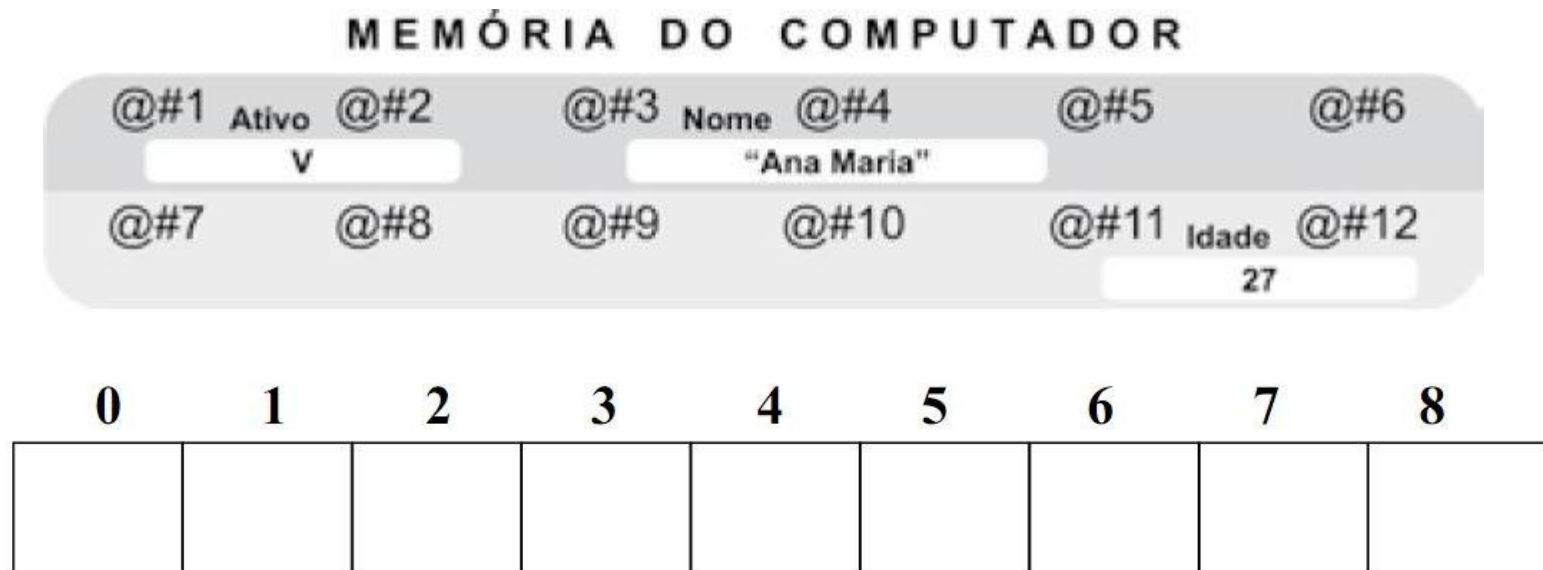 MEMÓRIA DO COMPUTADOR
@#1 Ativo @#2 @#3 Nome @#4 @#5 @#6
V "Ana Maria"
@#7 @#8 @#9 @#10 @#11 Idade @#12
27
0 1 2 3 4 5 6 7 8